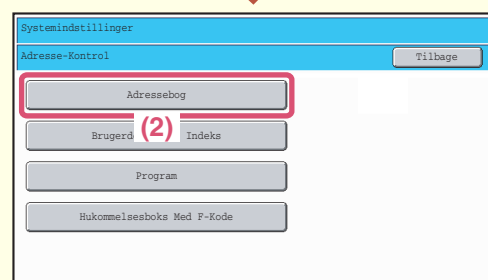 Systemindstillinger
Adresse-Kontrol
Tilbage
Adressebog
(2)
Indeks
Program
Hukommelsesboks Med F-Kode